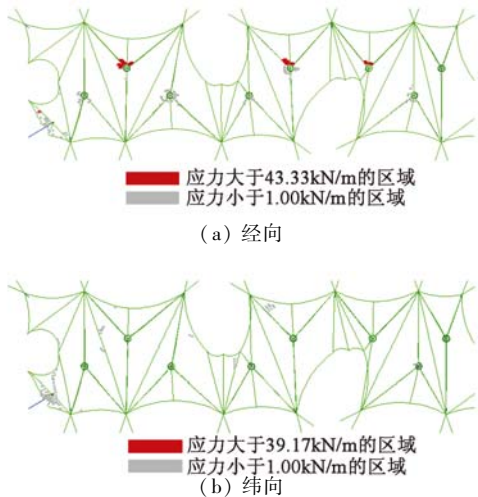 应力大于43.33kN/m的区域
应力小于1.00kN/m的区域
(a) 经向
应力大于39.17kN/m的区域
应力小于1.00kN/m的区域
(b) 纬向